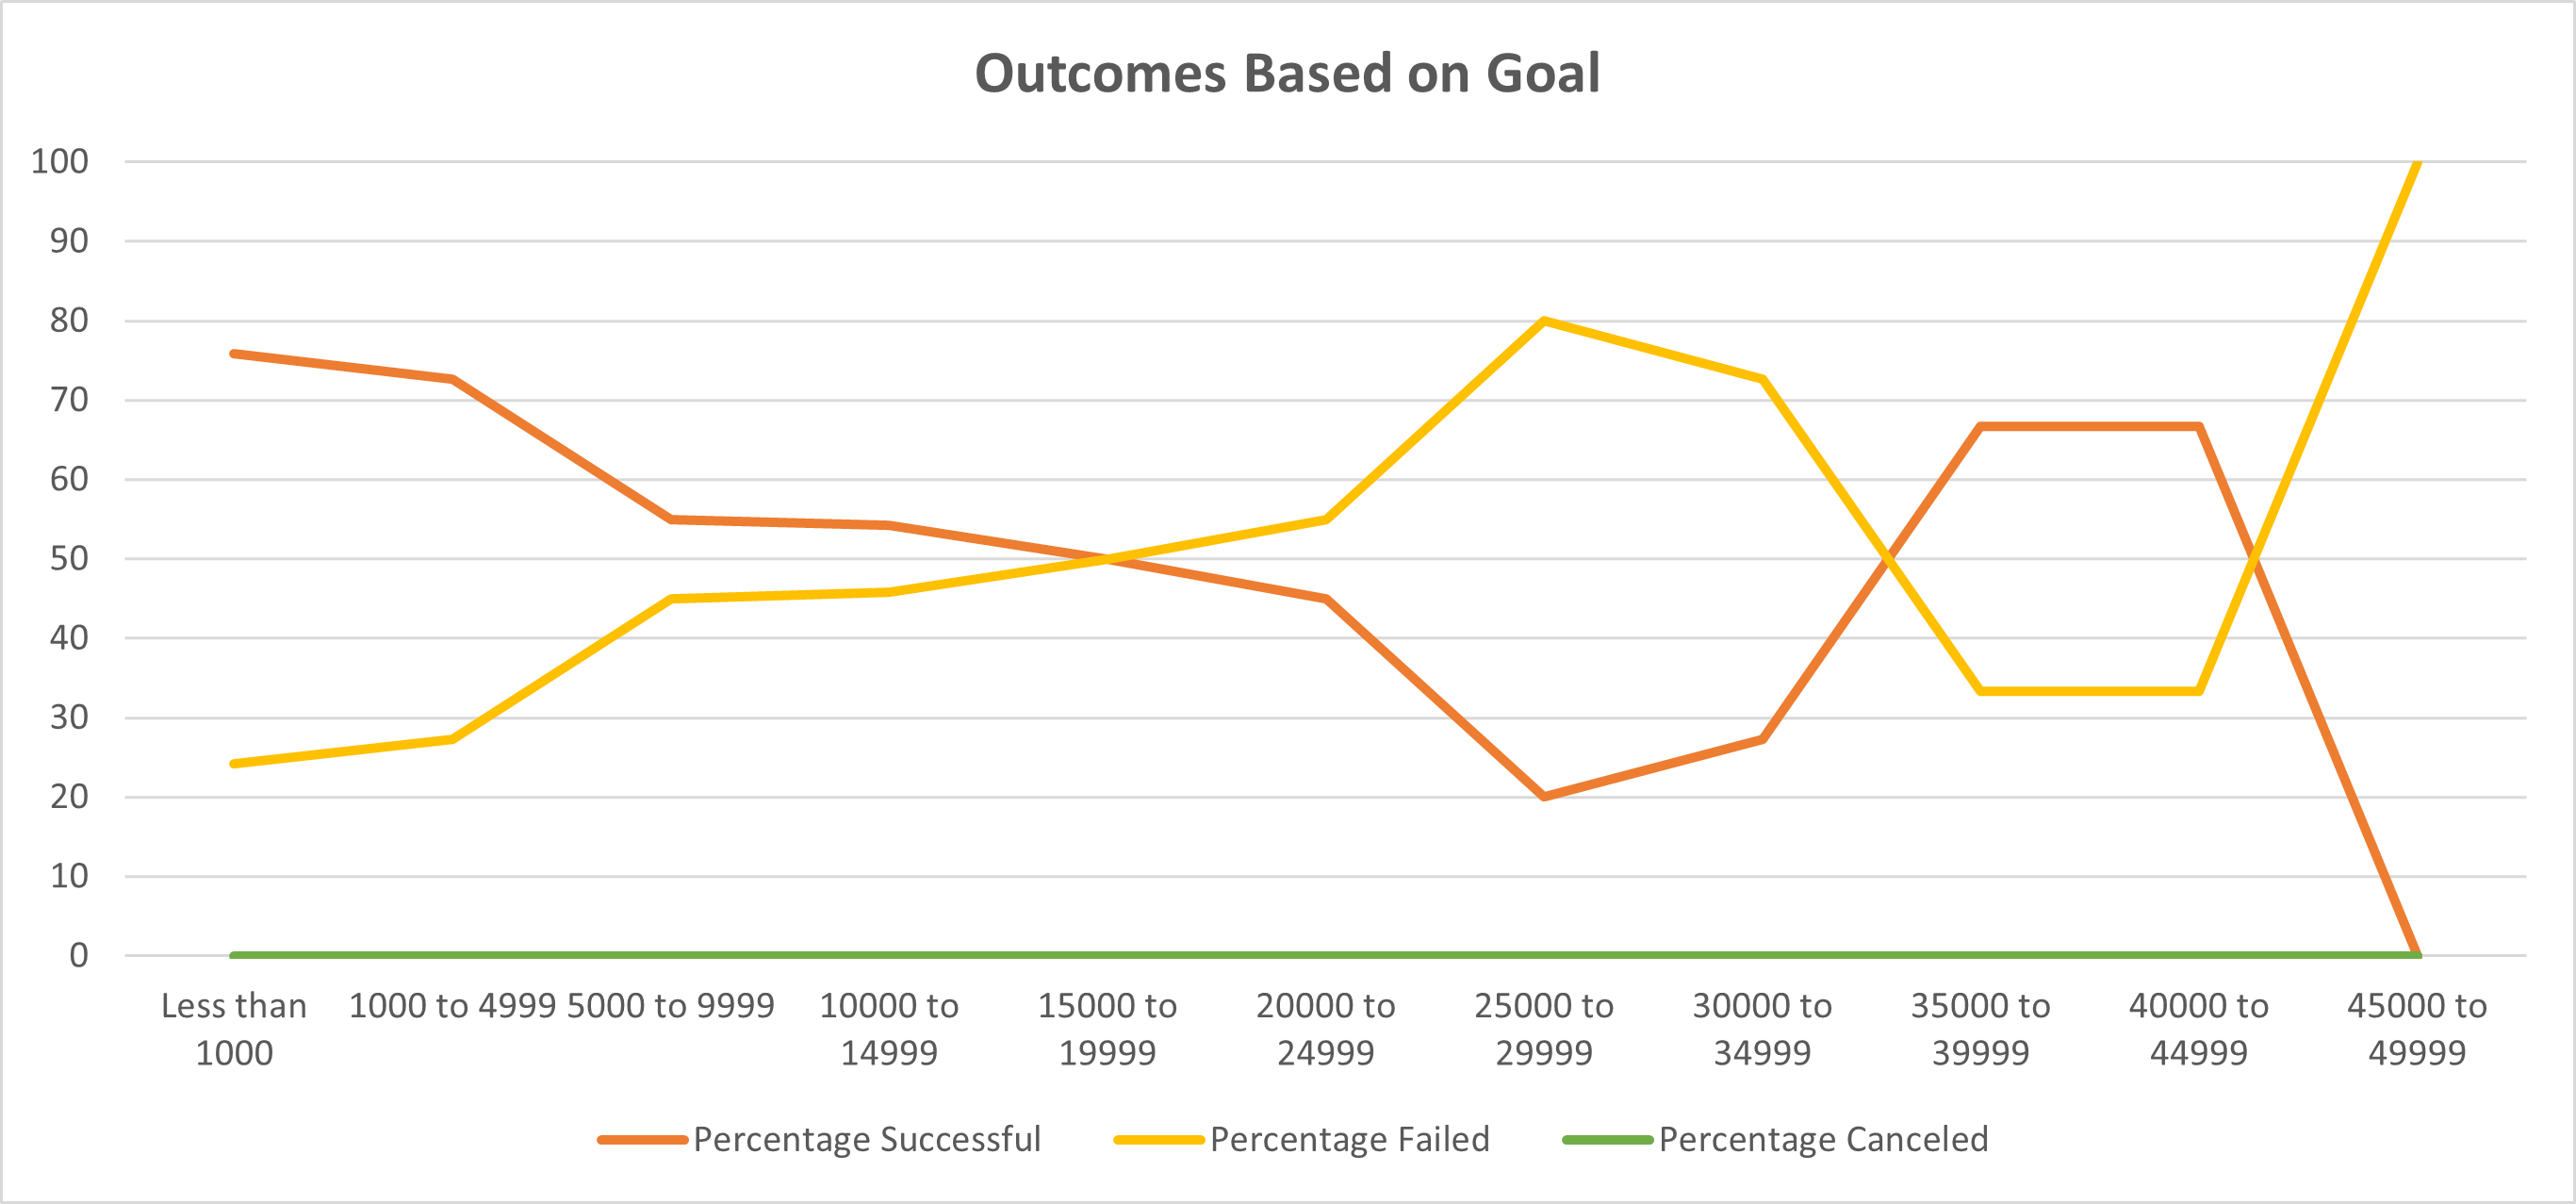 Outcomes Based on Goal
100
90
80
70
60
50
40
30
20
10
0
Less than
1000
1000 to 4999
5000 to 9999
10000 to
14999
15000 to
19999
20000 to
24999
25000 to
29999
30000 to
34999
35000 to
39999
40000 to
44999
45000 to
49999
Percentage Successful
Percentage Failed
Percentage Canceled